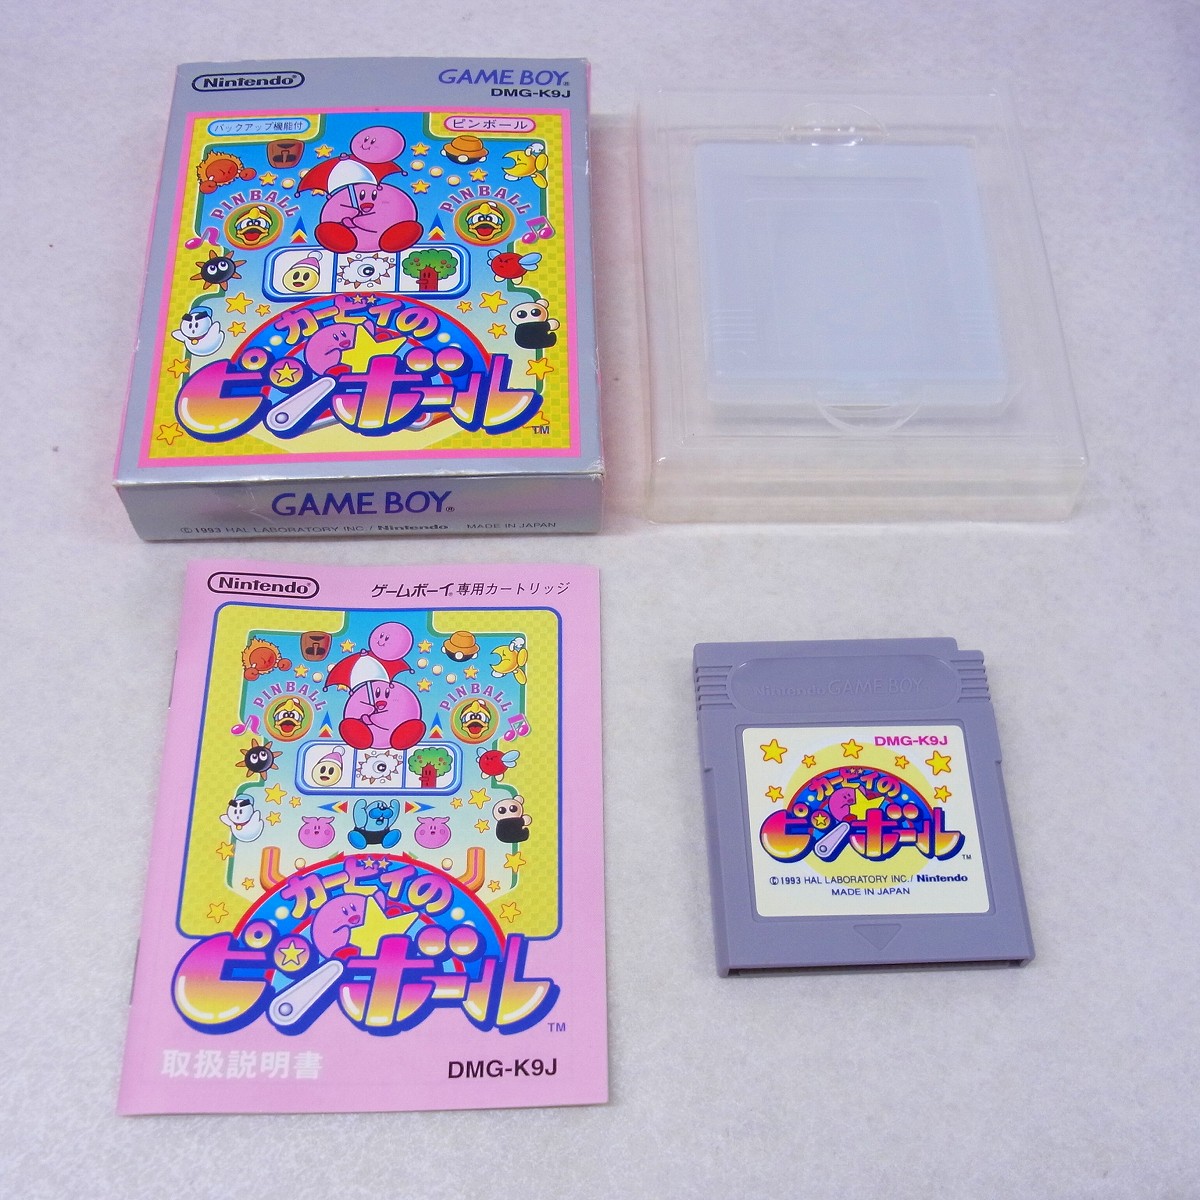 Nintendo®
GAME BOY®
DMG-K9J
バックアップ機能付
ピンボール
PINBALL
PINBALL
カービィの
ピンボール
TM
GAME BOY®
©1993 HAL LABORATORY INC./Nintendo MADE IN JAPAN
Nintendo®
ゲームボーイ®専用カートリッジ
PINBALL
PINBALL
カービィの
ピンボール
TM
取扱説明書
DMG-K9J
Nintendo GAME BOY
DMG-K9J
カービィの
ピンボール
TM
©1993 HAL LABORATORY INC./Nintendo
MADE IN JAPAN